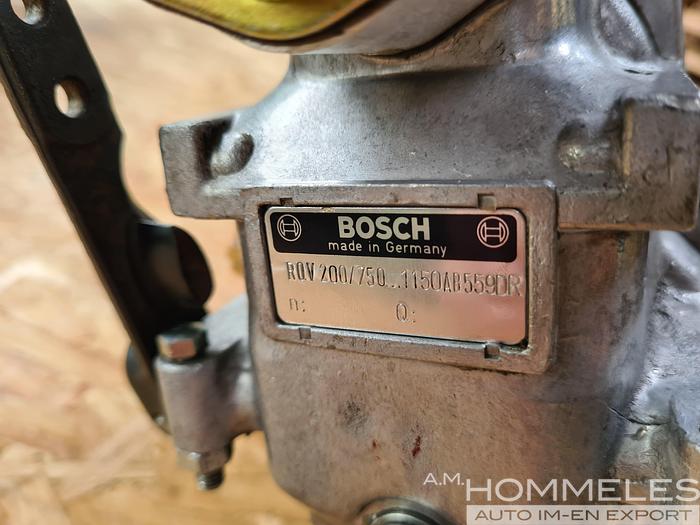 BOSCH
made in Germany
RQV 200/750...1150AB559DR
n: Q:
A.M.
HOMMELES
AUTO IM-EN EXPORT